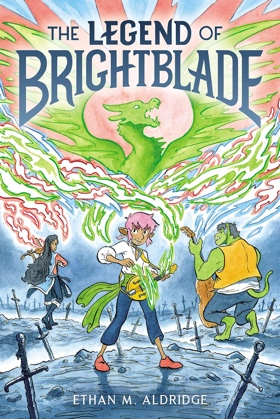 THE LEGEND OF
BRIGHTBLADE
ETHAN M. ALDRIDGE